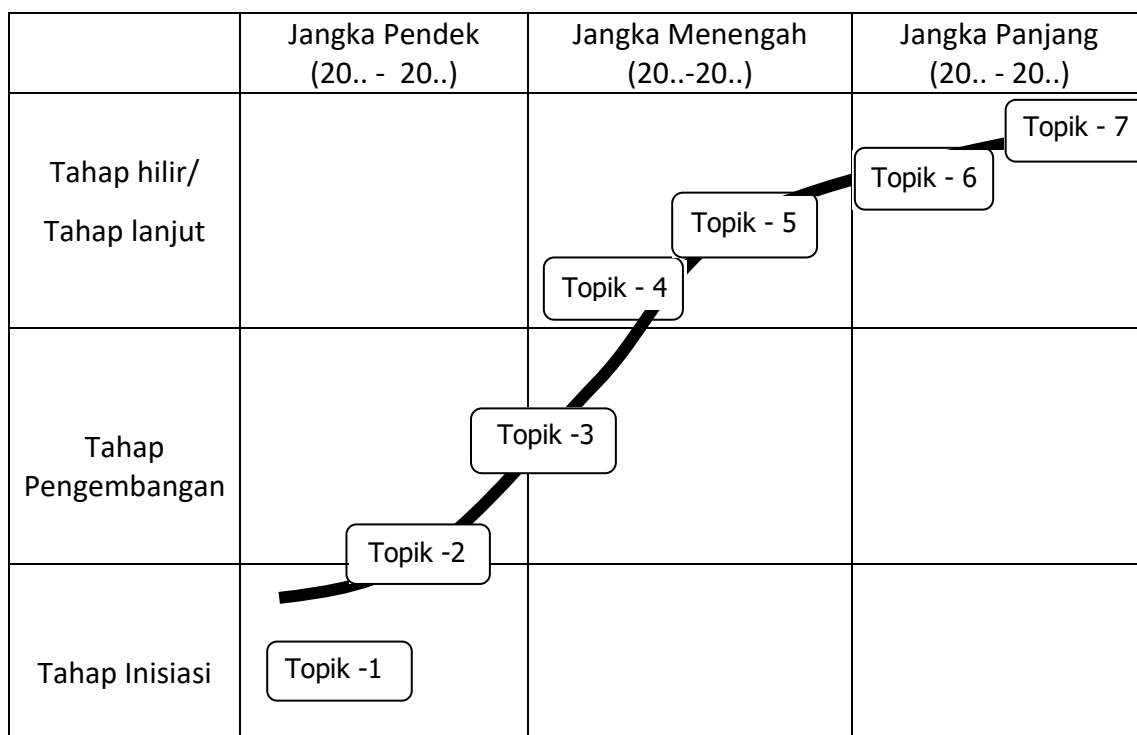 Jangka Pendek
(20.. - 20..)
Jangka Menengah
(20..-20..)
Jangka Panjang
(20.. - 20..)
Tahap hilir/
Tahap lanjut
Topik - 7
Topik - 6
Topik - 5
Topik - 4
Tahap
Pengembangan
Topik -3
Topik -2
Tahap Inisiasi
Topik -1